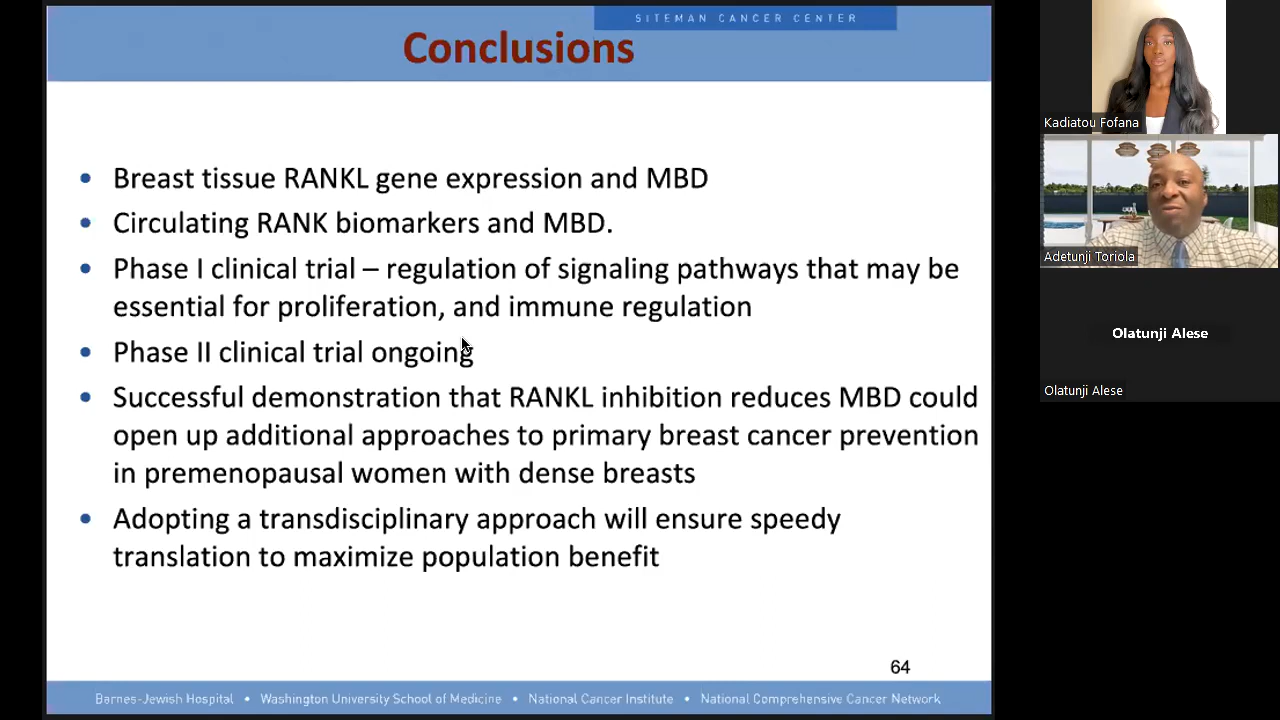 SITEMAN CANCER CENTER
Conclusions
• Breast tissue RANKL gene expression and MBD
• Circulating RANK biomarkers and MBD.
• Phase I clinical trial – regulation of signaling pathways that may be
essential for proliferation, and immune regulation
• Phase II clinical trial ongoing
• Successful demonstration that RANKL inhibition reduces MBD could
open up additional approaches to primary breast cancer prevention
in premenopausal women with dense breasts
• Adopting a transdisciplinary approach will ensure speedy
translation to maximize population benefit
64
Barnes-Jewish Hospital • Washington University School of Medicine • National Cancer Institute • National Comprehensive Cancer Network
Kadiatou Fofana
Adetunji Toriola
Olatunji Alese
Olatunji Alese